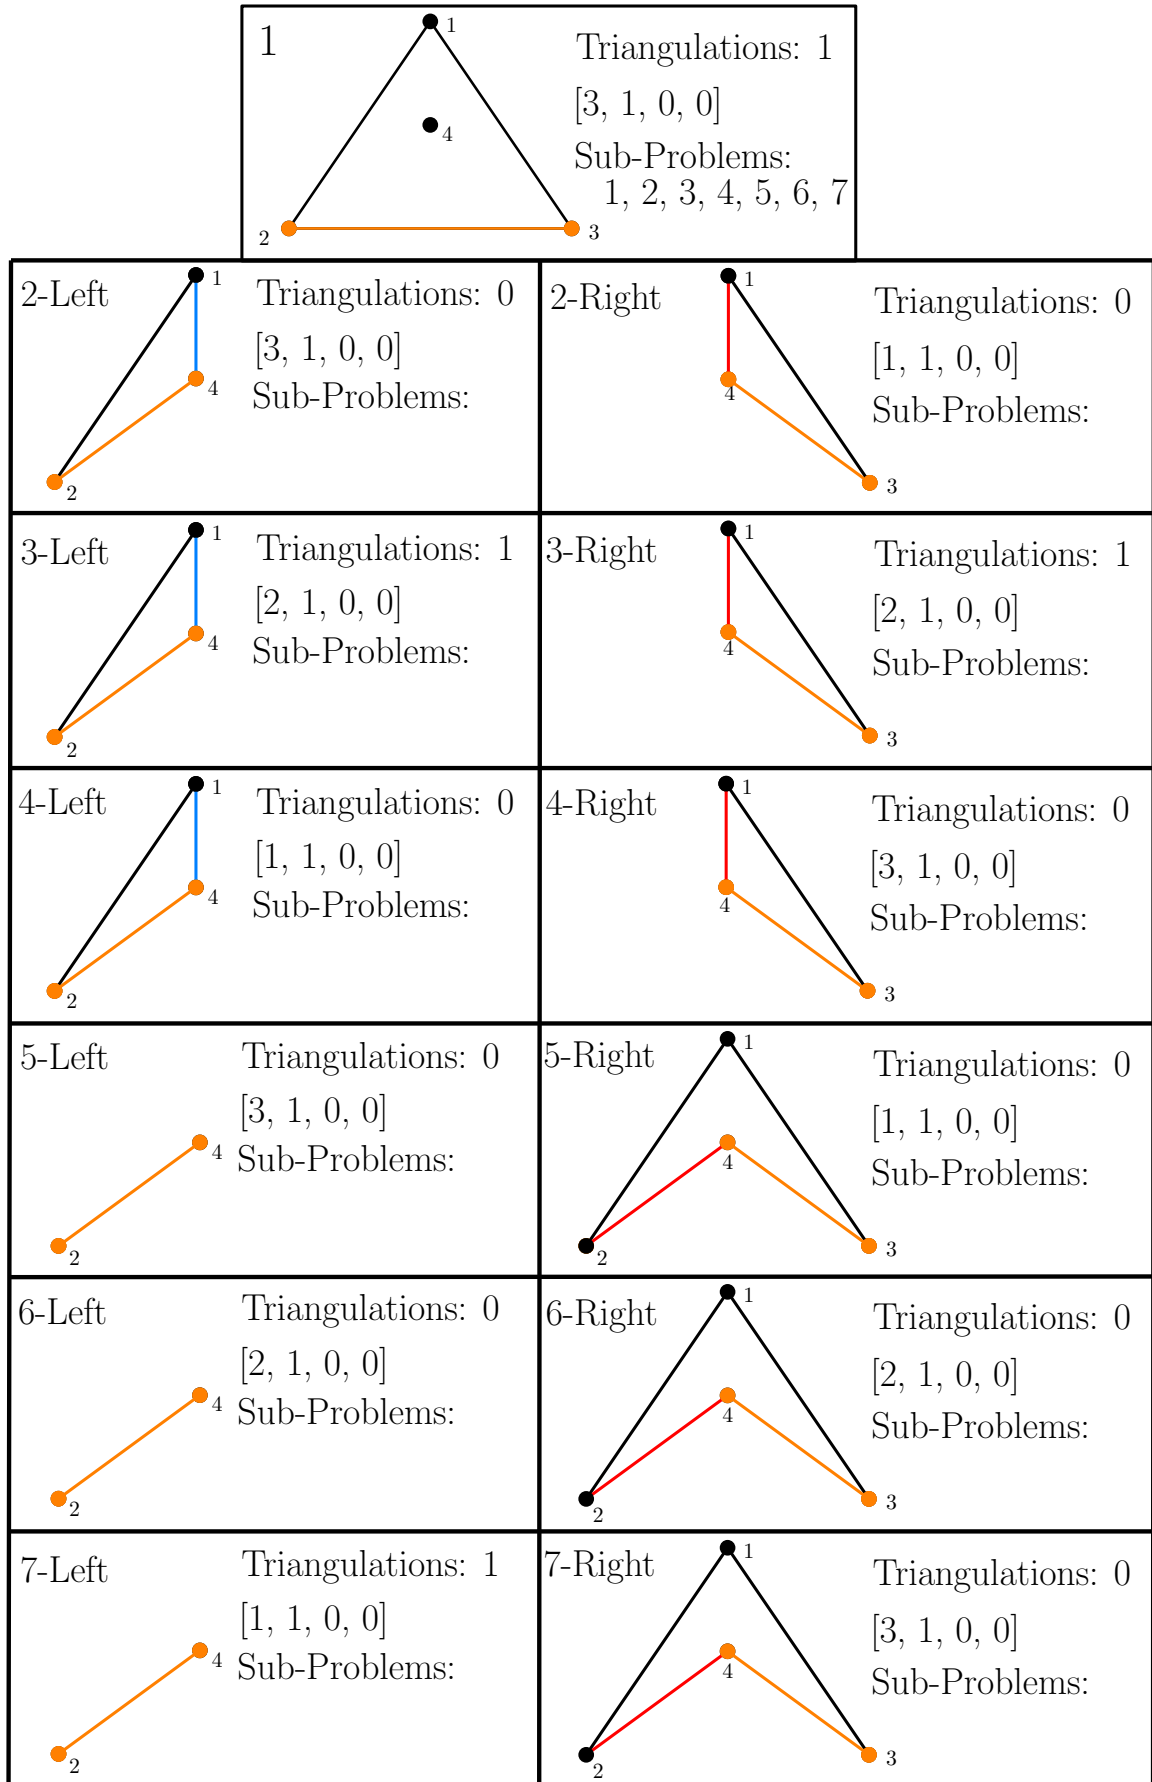 1
1
Triangulations: 1
[3, 1, 0, 0]
4
Sub-Problems:
1, 2, 3, 4, 5, 6, 7
2
3
2-Left
1
Triangulations: 0
[3, 1, 0, 0]
4
Sub-Problems:
2
2-Right
1
Triangulations: 0
[1, 1, 0, 0]
4
Sub-Problems:
3
3-Left
1
Triangulations: 1
[2, 1, 0, 0]
4
Sub-Problems:
2
3-Right
1
Triangulations: 1
[2, 1, 0, 0]
4
Sub-Problems:
3
4-Left
1
Triangulations: 0
[1, 1, 0, 0]
4
Sub-Problems:
2
4-Right
1
Triangulations: 0
[3, 1, 0, 0]
4
Sub-Problems:
3
5-Left
Triangulations: 0
[3, 1, 0, 0]
4
Sub-Problems:
2
5-Right
1
Triangulations: 0
[1, 1, 0, 0]
4
Sub-Problems:
2
3
6-Left
Triangulations: 0
[2, 1, 0, 0]
4
Sub-Problems:
2
6-Right
1
Triangulations: 0
[2, 1, 0, 0]
4
Sub-Problems:
2
3
7-Left
Triangulations: 1
[1, 1, 0, 0]
4
Sub-Problems:
2
7-Right
1
Triangulations: 0
[3, 1, 0, 0]
4
Sub-Problems:
2
3